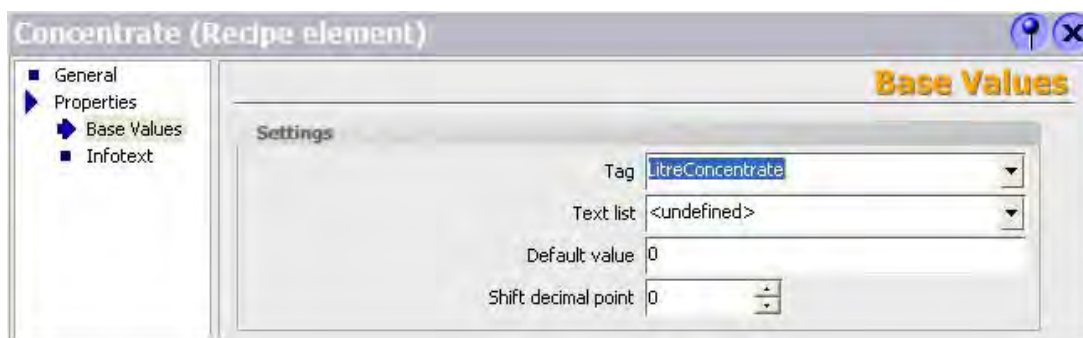 Concentrate (Recipe element)
General
Properties
Base Values
Infotext
Base Values
Settings
Tag LitreConcentrate
Text list <undefined>
Default value 0
Shift decimal point 0